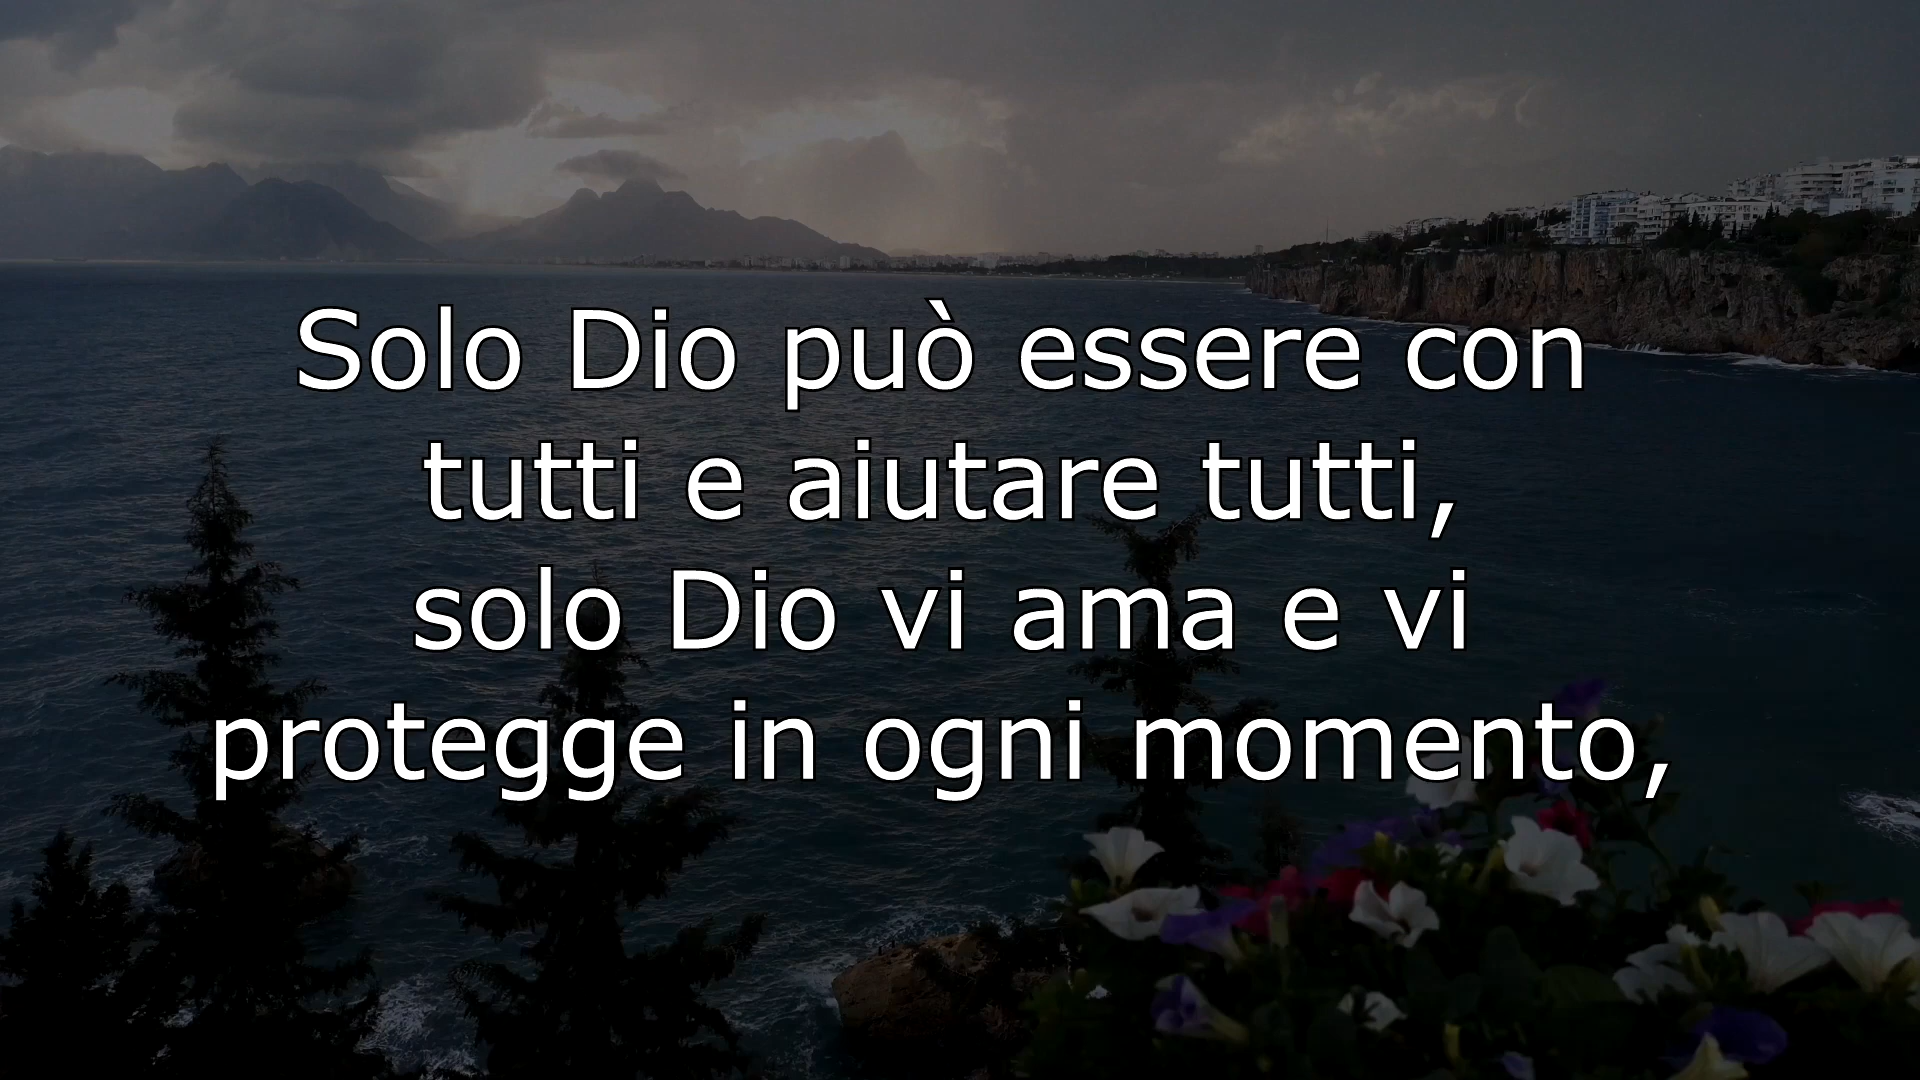 Solo Dio può essere con
tutti e aiutare tutti,
solo Dio vi ama e vi
protegge in ogni momento,